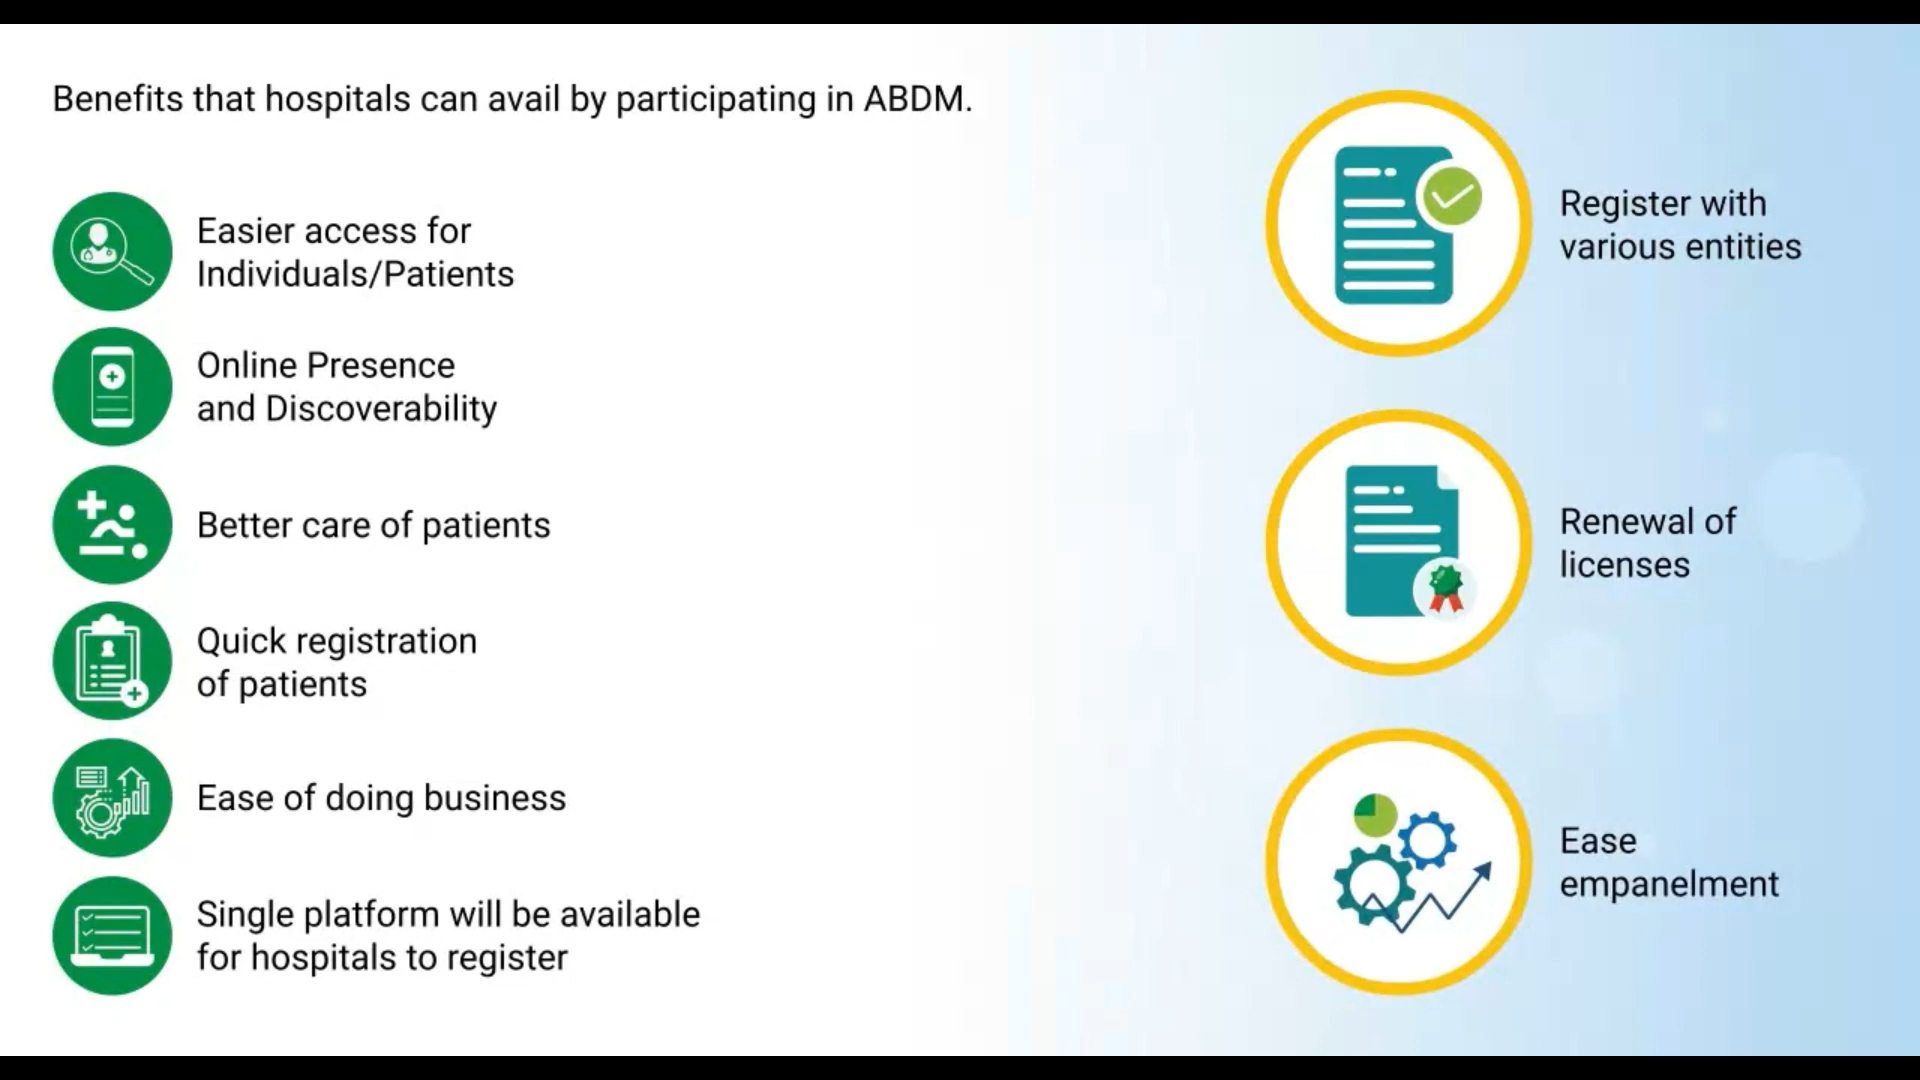 Benefits that hospitals can avail by participating in ABDM.
Easier access for
Individuals/Patients
Online Presence
and Discoverability
Better care of patients
Quick registration
of patients
Ease of doing business
Single platform will be available
for hospitals to register
Register with
various entities
Renewal of
licenses
Ease
empanelment